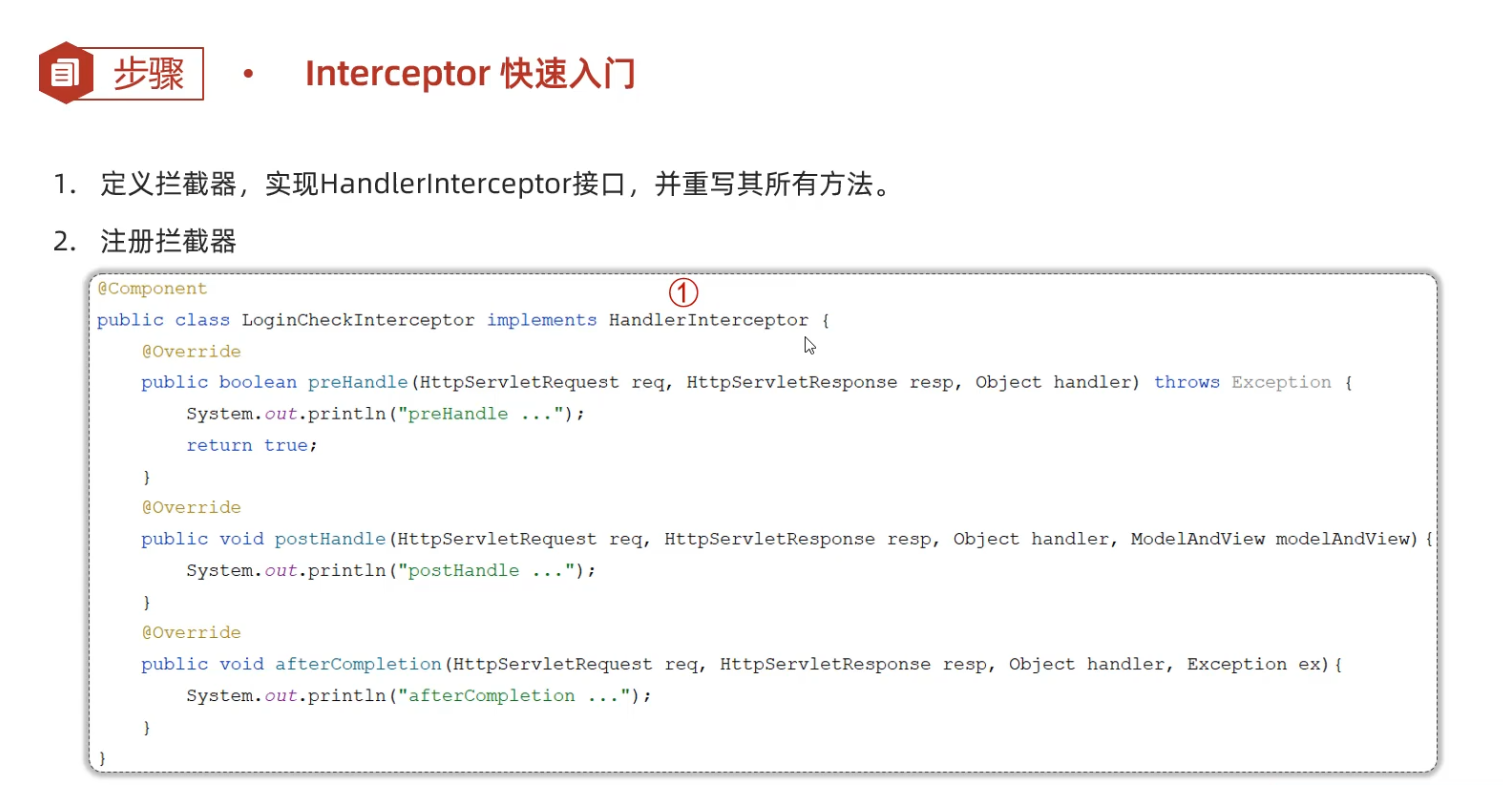 步骤 • Interceptor 快速入门
1. 定义拦截器，实现HandlerInterceptor接口，并重写其所有方法。
2. 注册拦截器
@Component
①
public class LoginCheckInterceptor implements HandlerInterceptor {
    @Override
    public boolean preHandle(HttpServletRequest req, HttpServletResponse resp, Object handler) throws Exception {
        System.out.println("preHandle ...");
        return true;
    }
    @Override
    public void postHandle(HttpServletRequest req, HttpServletResponse resp, Object handler, ModelAndView modelAndView){
        System.out.println("postHandle ...");
    }
    @Override
    public void afterCompletion(HttpServletRequest req, HttpServletResponse resp, Object handler, Exception ex){
        System.out.println("afterCompletion ...");
    }
}